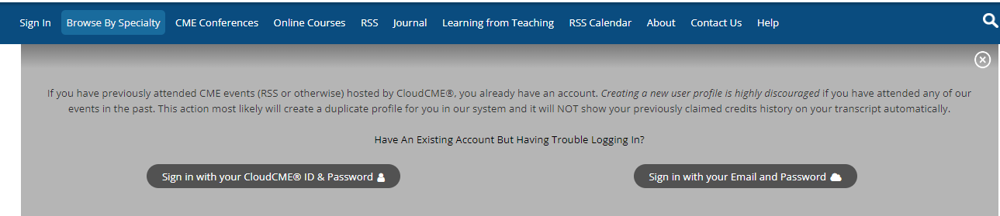 Sign In Browse By Specialty CME Conferences Online Courses RSS Journal Learning from Teaching RSS Calendar About Contact Us Help
If you have previously attended CME events (RSS or otherwise) hosted by CloudCME®, you already have an account. Creating a new user profile is highly discouraged if you have attended any of our
events in the past. This action most likely will create a duplicate profile for you in our system and it will NOT show your previously claimed credits history on your transcript automatically.
Have An Existing Account But Having Trouble Logging In?
Sign in with your CloudCME® ID & Password Sign in with your Email and Password